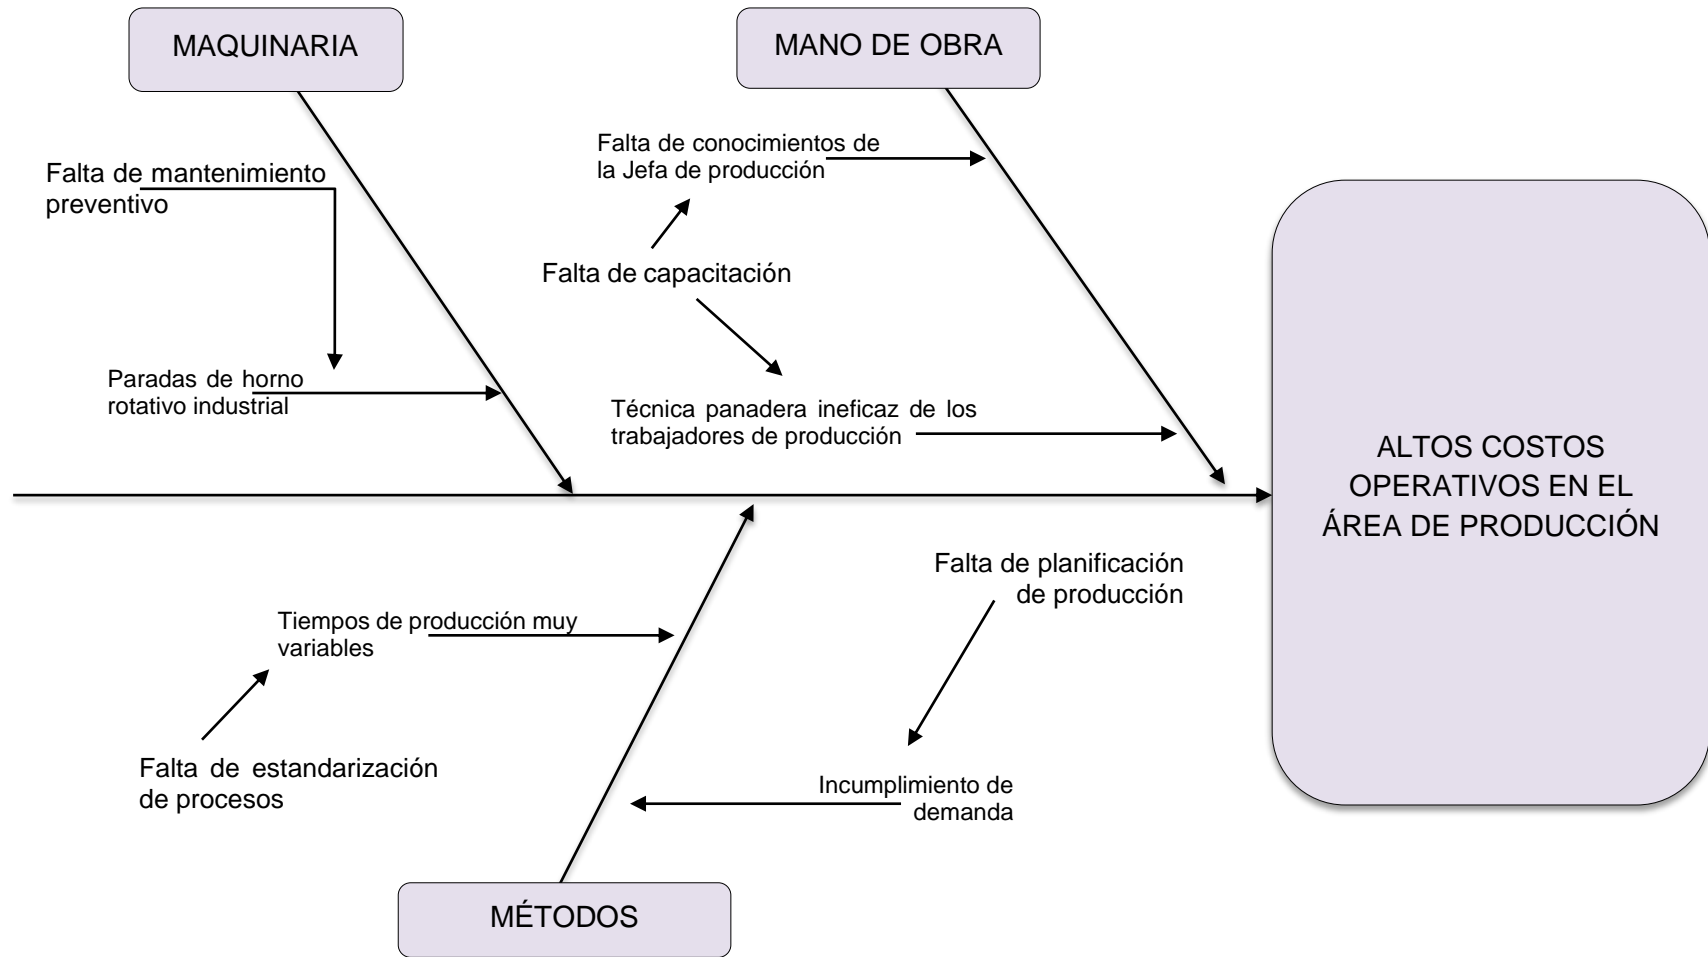 MAQUINARIA
MANO DE OBRA
Falta de conocimientos de
la Jefa de producción
Falta de mantenimiento
preventivo
Falta de capacitación
Paradas de horno
rotativo industrial
Técnica panadera ineficaz de los
trabajadores de producción
ALTOS COSTOS
OPERATIVOS EN EL
ÁREA DE PRODUCCIÓN
Falta de planificación
de producción
Tiempos de producción muy
variables
Falta de estandarización
de procesos
Incumplimiento de
demanda
MÉTODOS